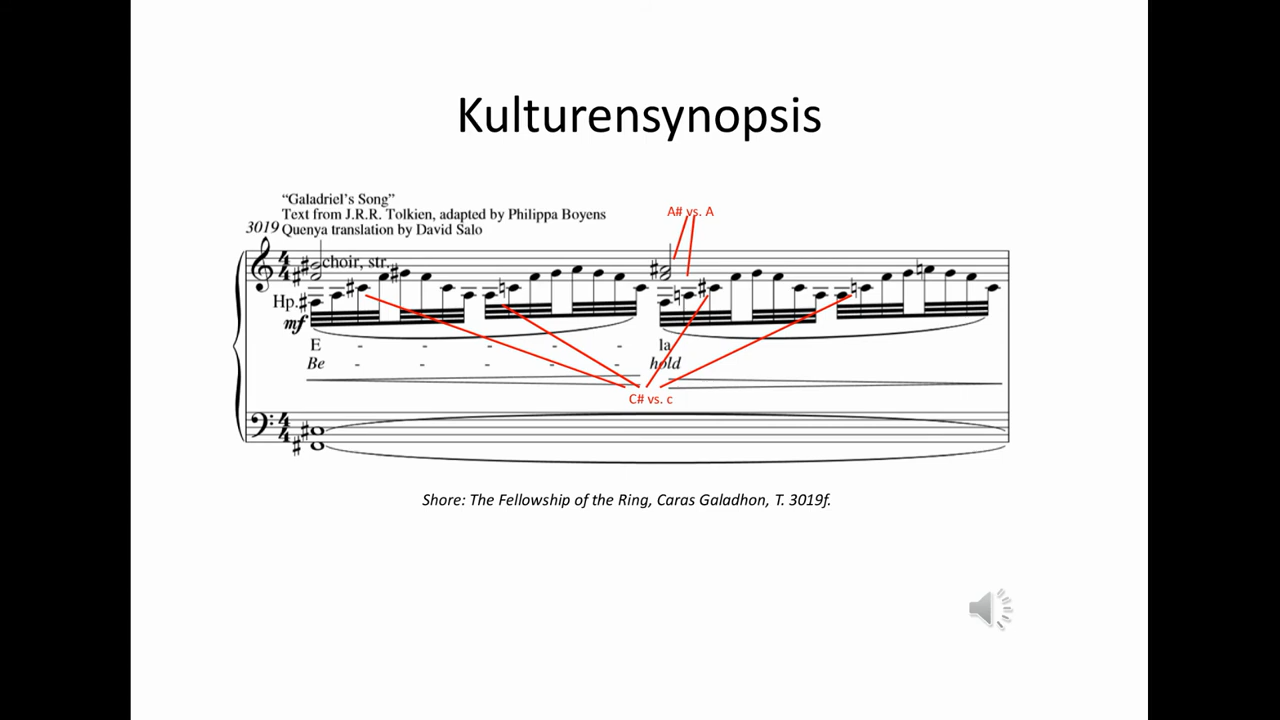 Kulturensynopsis
“Galadriel’s Song”
Text from J.R.R. Tolkien, adapted by Philippa Boyens
3019 Quenya translation by David Salo
A# vs. A
choir, str.
Hp.
mf
E - - - - - la
Be - - - - - hold
C# vs. c
Shore: The Fellowship of the Ring, Caras Galadhon, T. 3019f.